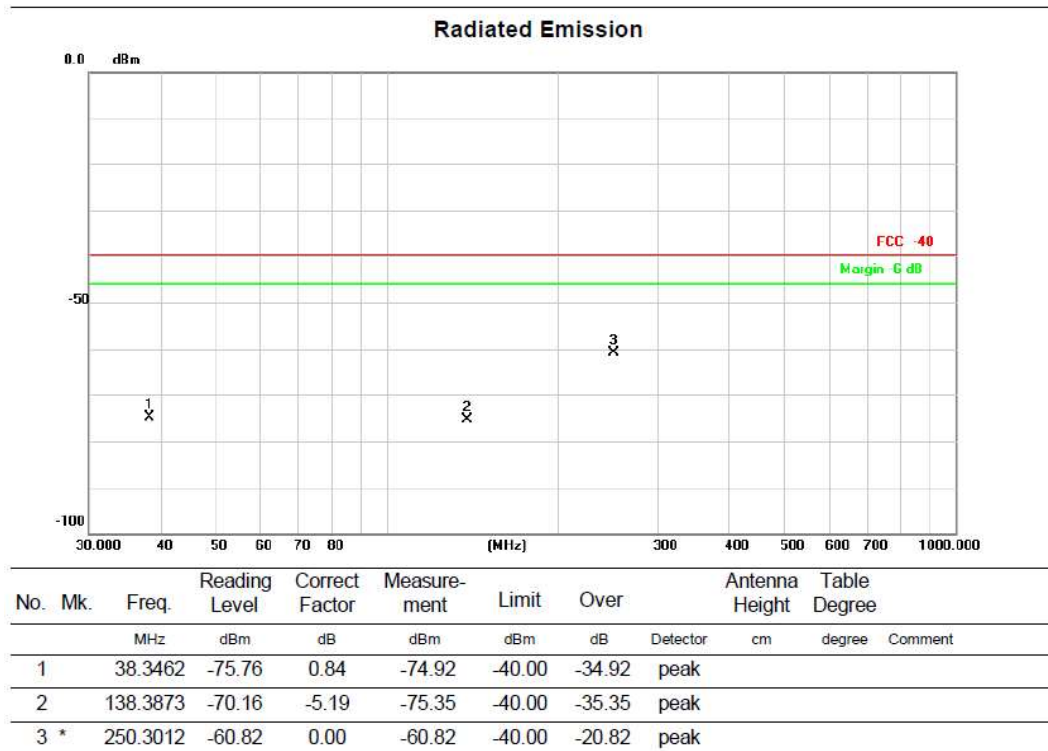 Radiated Emission
0.0 dBm
FCC -40
Margin -6 dB
-50
3
1
2
-100
30.000 40 50 60 70 80 (MHz) 300 400 500 600 700 1000.000
No. Mk. Freq. Reading Level Correct Factor Measure-ment Limit Over Antenna Height Table Degree
MHz dBm dB dBm dBm dB Detector cm degree Comment
1 38.3462 -75.76 0.84 -74.92 -40.00 -34.92 peak
2 138.3873 -70.16 -5.19 -75.35 -40.00 -35.35 peak
3 * 250.3012 -60.82 0.00 -60.82 -40.00 -20.82 peak